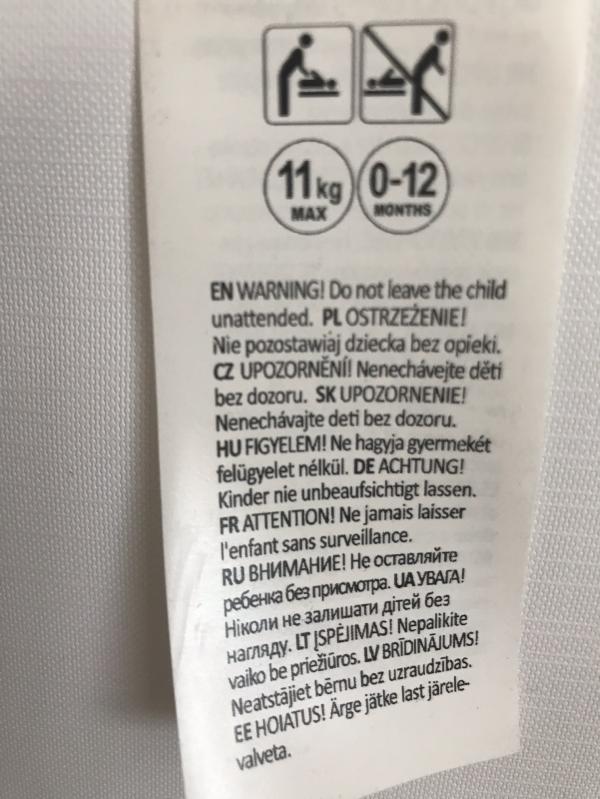 11 kg
MAX
0-12
MONTHS
EN WARNING! Do not leave the child
unattended. PL OSTRZEŻENIE!
Nie pozostawiaj dziecka bez opieki.
CZ UPOZORNĚNÍ! Nenechávejte děti
bez dozoru. SK UPOZORNENIE!
Nenechávajte deti bez dozoru.
HU FIGYELEM! Ne hagyja gyermekét
felügyelet nélkül. DE ACHTUNG!
Kinder nie unbeaufsichtigt lassen.
FR ATTENTION! Ne jamais laisser
l'enfant sans surveillance.
RU ВНИМАНИЕ! Не оставляйте
ребенка без присмотра. UA УВАГА!
Ніколи не залишати дітей без
нагляду. LT ĮSPĖJIMAS! Nepalikite
vaiko be priežiūros. LV BRĪDINĀJUMS!
Neatstājiet bērnu bez uzraudzības.
EE HOIATUS! Ärge jätke last järele-
valveta.